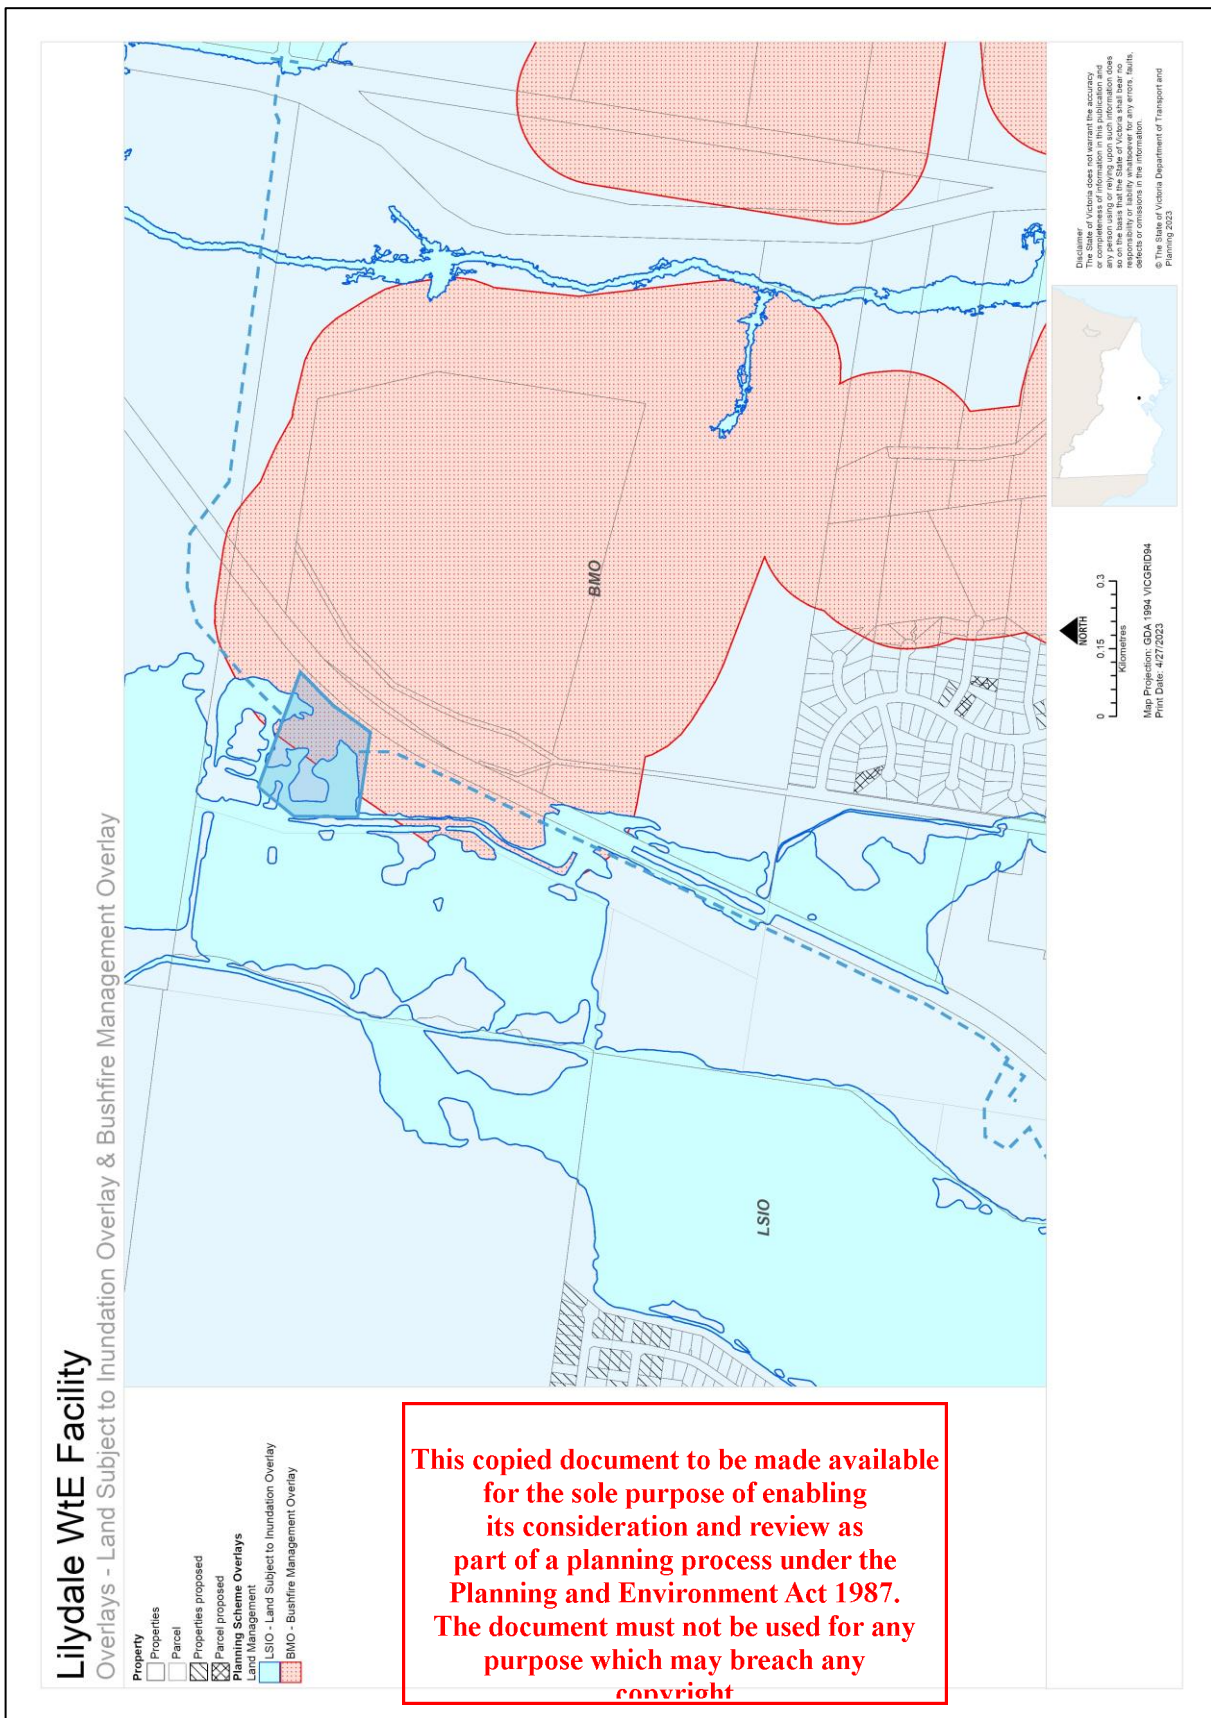 Lilydale WtE Facility
Overlays - Land Subject to Inundation Overlay & Bushfire Management Overlay
Property
Properties
Parcel
Properties proposed
Parcel proposed
Planning Scheme Overlays
Land Management
LSIO - Land Subject to Inundation Overlay
BMO - Bushfire Management Overlay
BMO
LSIO
This copied document to be made available
for the sole purpose of enabling
its consideration and review as
part of a planning process under the
Planning and Environment Act 1987.
The document must not be used for any
purpose which may breach any
copyright
NORTH
0 0.15 0.3
Kilometres
Map Projection: GDA 1994 VICGRID94
Print Date: 4/27/2023
Disclaimer
The State of Victoria does not warrant the accuracy
or completeness of information in this publication and
any person using or relying upon such information does
so on the basis that the State of Victoria shall bear no
responsibility or liability whatsoever for any errors, faults,
defects or omissions in the information.
© The State of Victoria Department of Transport and
Planning 2023